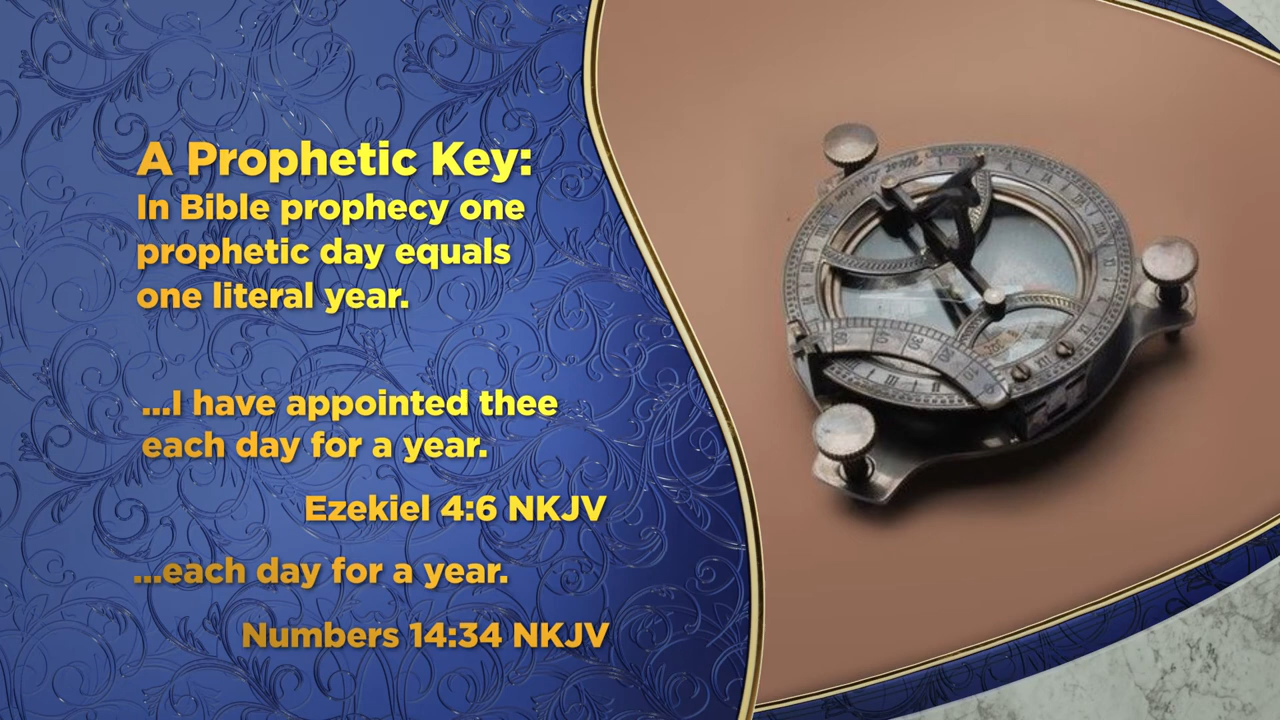 A Prophetic Key:
In Bible prophecy one
prophetic day equals
one literal year.
...I have appointed thee
each day for a year.
Ezekiel 4:6 NKJV
...each day for a year.
Numbers 14:34 NKJV